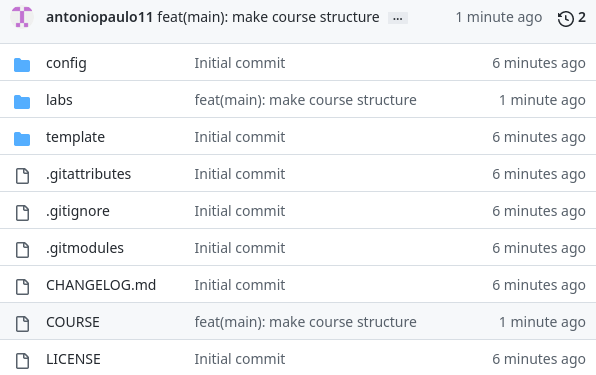 antoniopaulo11 feat(main): make course structure ... 1 minute ago 2
config Initial commit 6 minutes ago
labs feat(main): make course structure 1 minute ago
template Initial commit 6 minutes ago
.gitattributes Initial commit 6 minutes ago
.gitignore Initial commit 6 minutes ago
.gitmodules Initial commit 6 minutes ago
CHANGELOG.md Initial commit 6 minutes ago
COURSE feat(main): make course structure 1 minute ago
LICENSE Initial commit 6 minutes ago